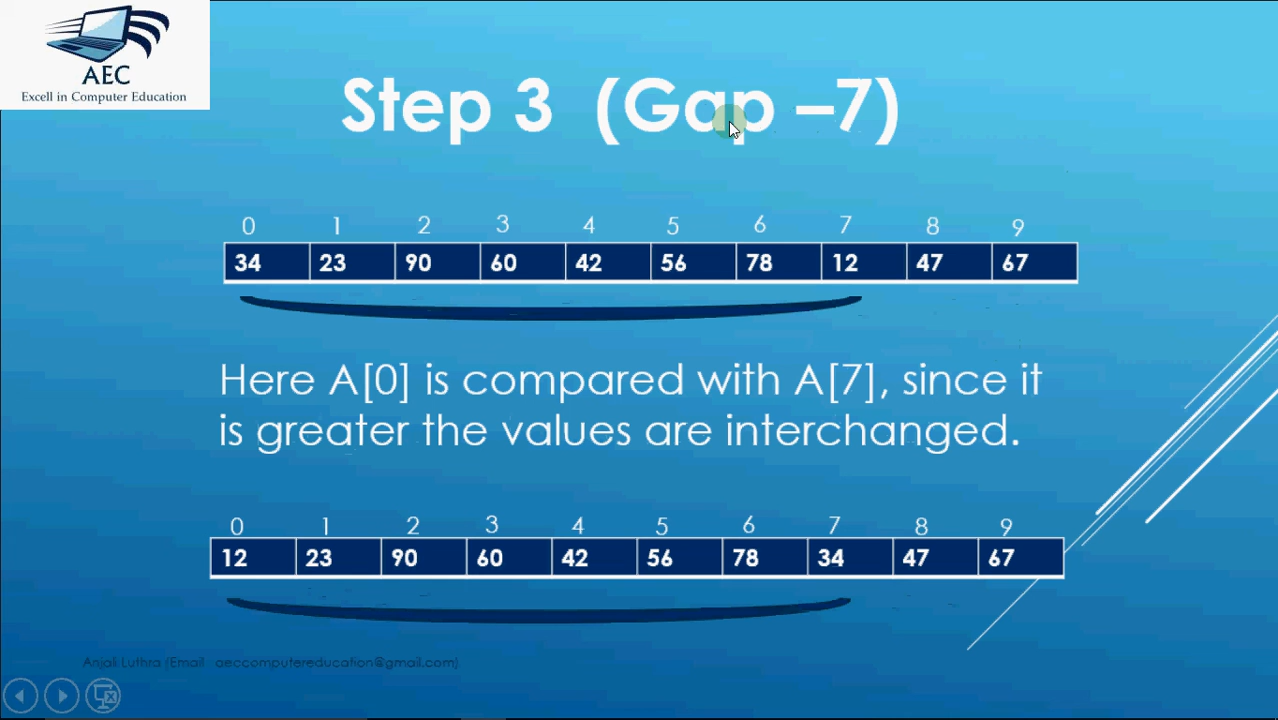 AEC
Excell in Computer Education
Step 3 (Gap –7)
0 1 2 3 4 5 6 7 8 9
34 23 90 60 42 56 78 12 47 67
Here A[0] is compared with A[7], since it
is greater the values are interchanged.
0 1 2 3 4 5 6 7 8 9
12 23 90 60 42 56 78 34 47 67
Anjali Luthra (Email aeccomputereducation@gmail.com)